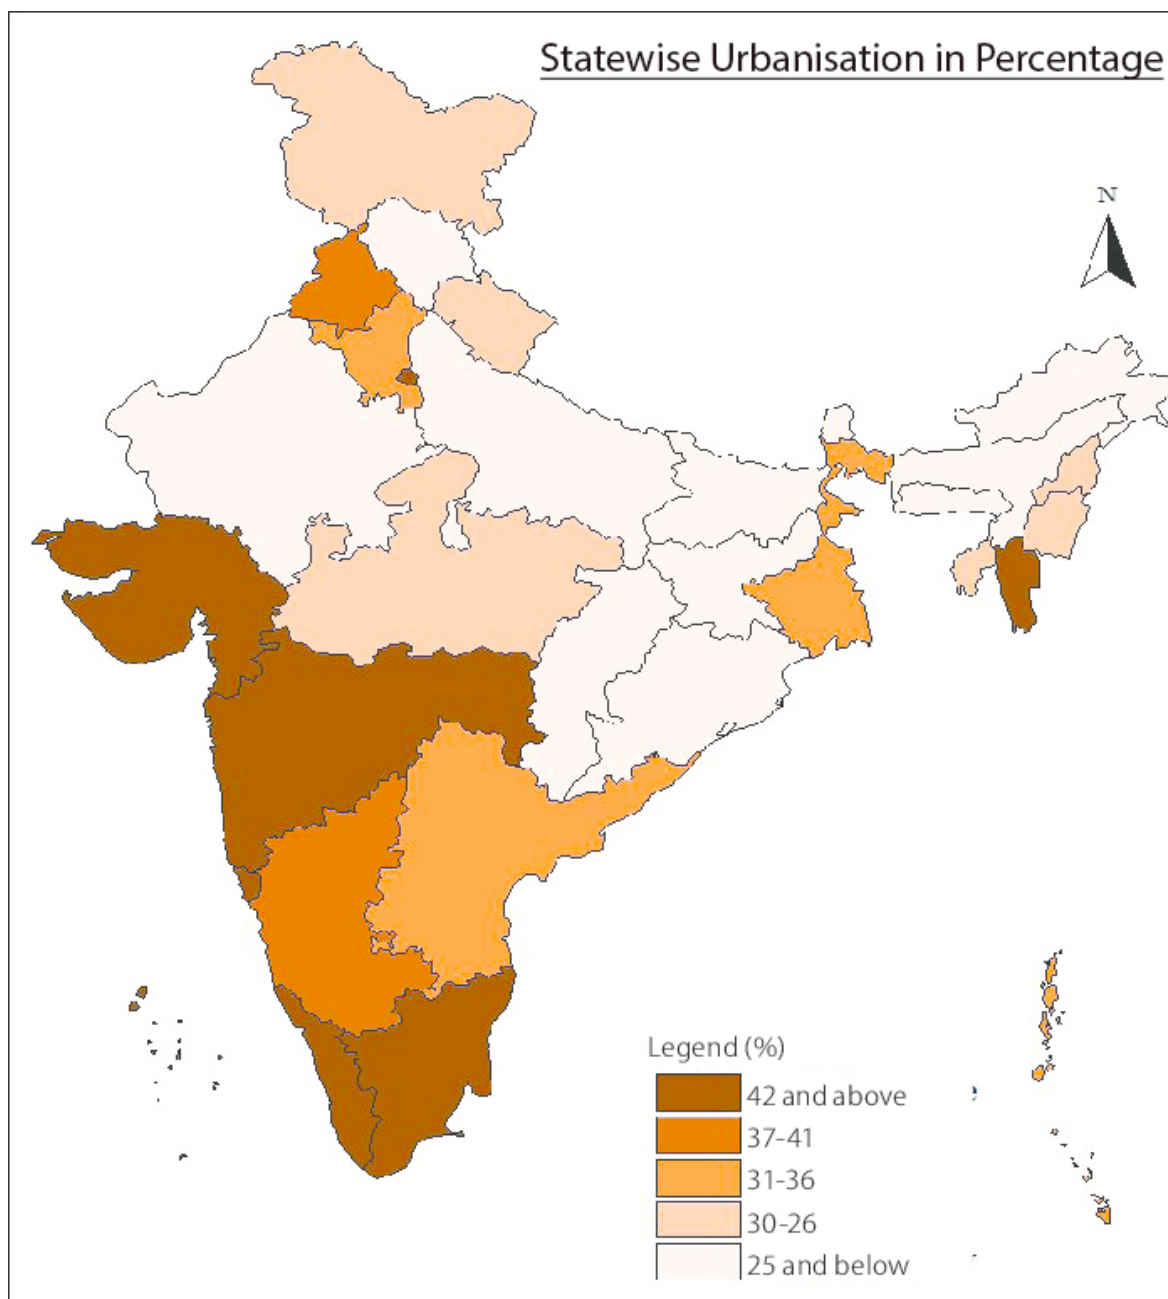 Statewise Urbanisation in Percentage
N
Legend (%)
42 and above
37-41
31-36
30-26
25 and below